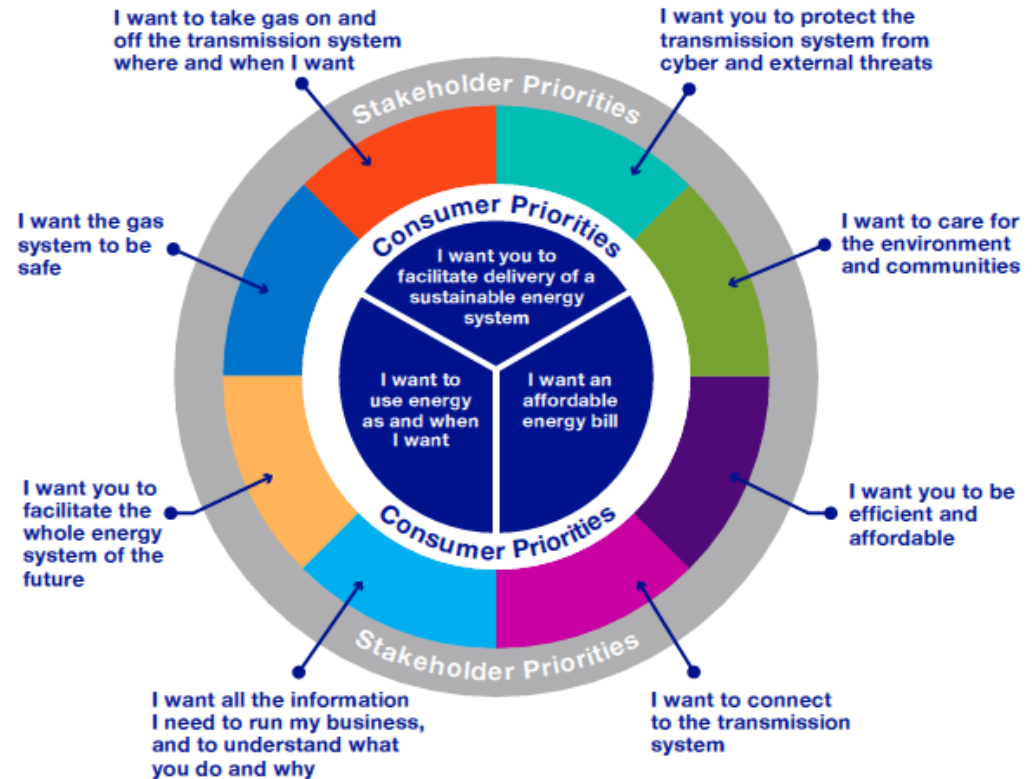 I want to take gas on and
off the transmission system
where and when I want
I want you to protect the
transmission system from
cyber and external threats
Stakeholder Priorities
I want the gas
system to be
safe
I want to care for
the environment
and communities
Consumer Priorities
I want you to
facilitate delivery of a
sustainable energy
system
I want to
use energy
as and when
I want
I want an
affordable
energy bill
Consumer Priorities
I want you to
facilitate the
whole energy
system of the
future
I want you to be
efficient and
affordable
Stakeholder Priorities
I want all the information
I need to run my business,
and to understand what
you do and why
I want to connect
to the transmission
system